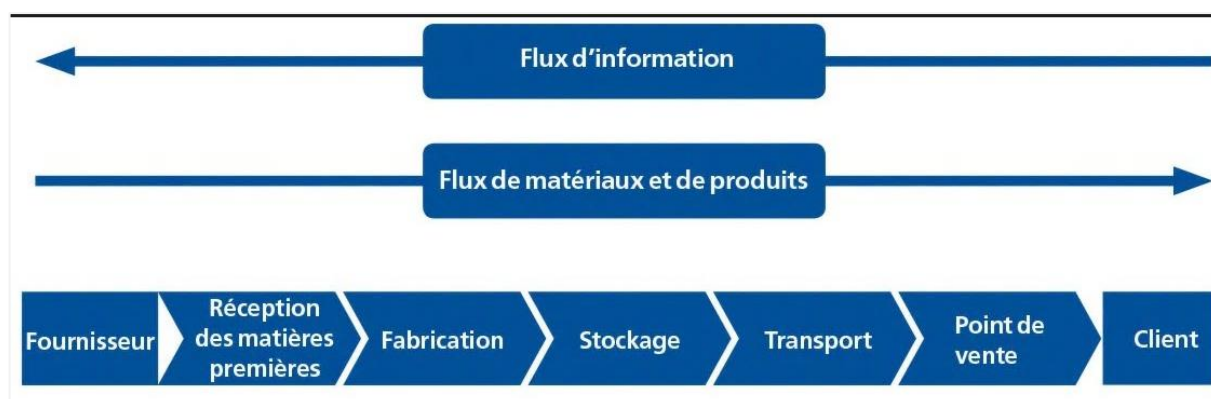 Flux d'information
Flux de matériaux et de produits
Fournisseur
Réception
des matières
premières
Fabrication
Stockage
Transport
Point de
vente
Client